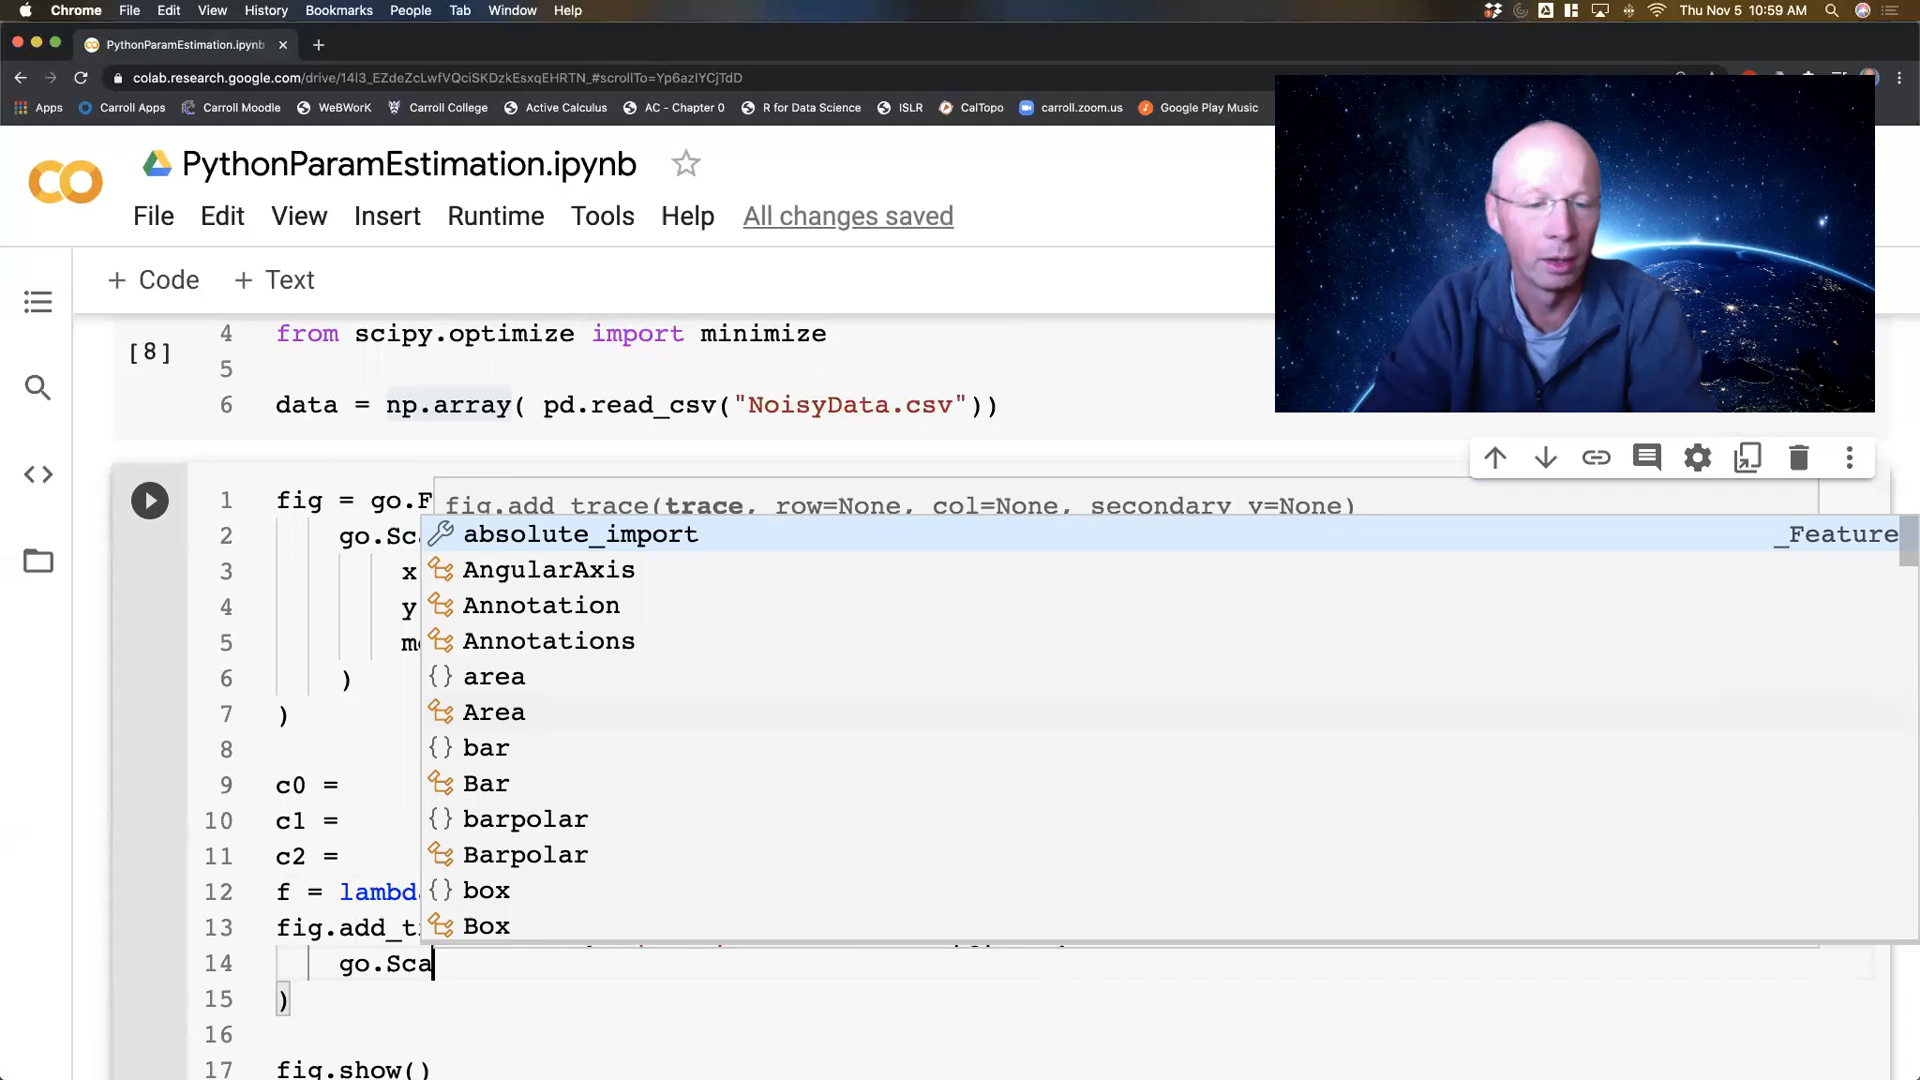 Chrome File Edit View History Bookmarks People Tab Window Help Thu Nov 5 10:59 AM
PythonParamEstimation.ipynb
colab.research.google.com/drive/14I3_EZdeZcLwfVQciSKDzkEsxqEHRTN_#scrollTo=Yp6azIYCjTdD
Apps Carroll Apps Carroll Moodle WeBWorK Carroll College Active Calculus AC - Chapter 0 R for Data Science ISLR CalTopo carroll.zoom.us Google Play Music
PythonParamEstimation.ipynb
File Edit View Insert Runtime Tools Help All changes saved
+ Code + Text
[8]
4 from scipy.optimize import minimize
5
6 data = np.array( pd.read_csv("NoisyData.csv"))
1 fig = go.F
fig.add_trace(trace, row=None, col=None, secondary_y=None)
2 go.Sca
absolute_import _Feature
3 x
AngularAxis
4 y
Annotation
5 m
Annotations
6 )
area
7 )
Area
8
bar
9 c0 =
Bar
10 c1 =
barpolar
11 c2 =
Barpolar
12 f = lambd
box
13 fig.add_t
Box
14 go.Sca
15 )
16
17 fig.show()